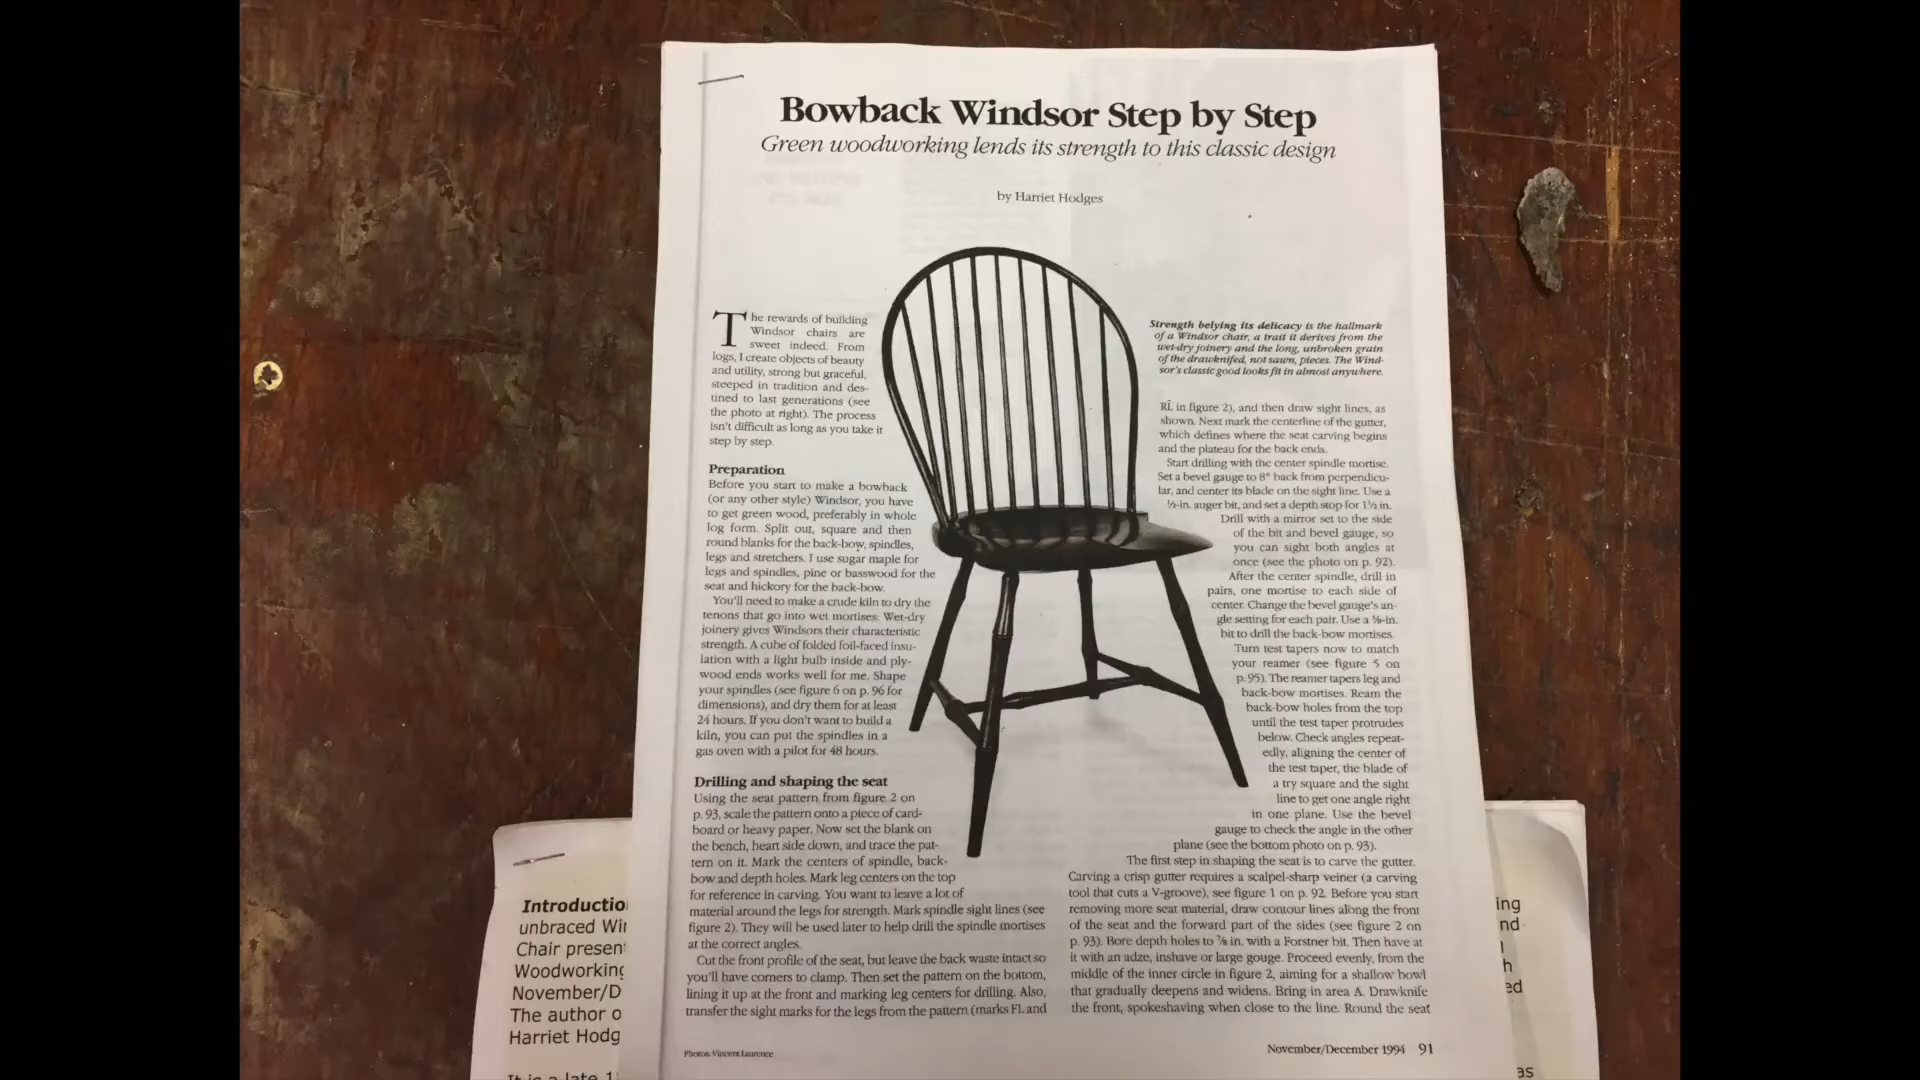 Bowback Windsor Step by Step
Green woodworking lends its strength to this classic design
by Harriet Hodges
The rewards of building
Windsor chairs are
sweet indeed. From
logs, I create objects of beauty
and utility, strong but graceful,
steeped in tradition and des-
tined to last generations (see
the photo at right). The process
isn't difficult as long as you take it
step by step.
Preparation
Before you start to make a bowback
(or any other style) Windsor, you have
to get green wood, preferably in whole
log form. Split out, square and then
round blanks for the back-bow, spindles,
legs and stretchers. I use sugar maple for
legs and spindles, pine or basswood for the
seat and hickory for the back-bow.
You'll need to make a crude kiln to dry the
tenons that go into wet mortises: Wet-dry
joinery gives Windsors their characteristic
strength. A cube of folded foil-faced insu-
lation with a light bulb inside and ply-
wood ends works well for me. Shape
your spindles (see figure 6 on p. 96 for
dimensions), and dry them for at least
24 hours. If you don't want to build a
kiln, you can put the spindles in a
gas oven with a pilot for 48 hours.
Drilling and shaping the seat
Using the seat pattern from figure 2 on
p. 93, scale the pattern onto a piece of card-
board or heavy paper. Now set the blank on
the bench, heart side down, and trace the pat-
tern on it. Mark the centers of spindle, back-
bow and depth holes. Mark leg centers on the top
for reference in carving. You want to leave a lot of
material around the legs for strength. Mark spindle sight lines (see
figure 2). They will be used later to help drill the spindle mortises
at the correct angles.
Cut the front profile of the seat, but leave the back waste intact so
you'll have corners to clamp. Then set the pattern on the bottom,
lining it up at the front and marking leg centers for drilling. Also,
transfer the sight marks for the legs from the pattern (marks FL and
Strength belying its delicacy is the hallmark
of a Windsor chair, a trait it derives from the
wet-dry joinery and the long, unbroken grain
of the drawknifed, not sawn, pieces. The Wind-
sor's classic good looks fit in almost anywhere.
RL in figure 2), and then draw sight lines, as
shown. Next mark the centerline of the gutter,
which defines where the seat carving begins
and the plateau for the back ends.
Start drilling with the center spindle mortise.
Set a bevel gauge to 8° back from perpendicu-
lar, and center its blade on the sight line. Use a
½-in. auger bit, and set a depth stop for 1½ in.
Drill with a mirror set to the side
of the bit and bevel gauge, so
you can sight both angles at
once (see the photo on p. 92).
After the center spindle, drill in
pairs, one mortise to each side of
center. Change the bevel gauge's an-
gle setting for each pair. Use a
bit to drill the back-bow mortises.
Turn test tapers now to match
your reamer (see figure 5 on
p. 95). The reamer tapers leg and
back-bow mortises. Ream the
back-bow holes from the top
until the test taper protrudes
below. Check angles repeat-
edly, aligning the center of
the test taper, the blade of
a try square and the sight
line to get one angle right
in one plane. Use the bevel
gauge to check the angle in the other
plane (see the bottom photo on p. 93).
The first step in shaping the seat is to carve the gutter.
Carving a crisp gutter requires a scalpel-sharp veiner (a carving
tool that cuts a V-groove), see figure 1 on p. 92. Before you start
removing more seat material, draw contour lines along the front
of the seat and the forward part of the sides (see figure 2 on
p. 93). Bore depth holes to ⅞ in. with a Forstner bit. Then have at
it with an adze, inshave or large gouge. Proceed evenly, from the
middle of the inner circle in figure 2, aiming for a shallow bowl
that gradually deepens and widens. Bring in area A. Drawknife
the front, spokeshaving when close to the line. Round the seat
Photos: Vincent Laurence
November/December 1994 91
Introductio
unbraced Wi
Chair presen
Woodworking
November/D
The author o
Harriet Hodg
It is a late 1
ing
nd
h
ed
as